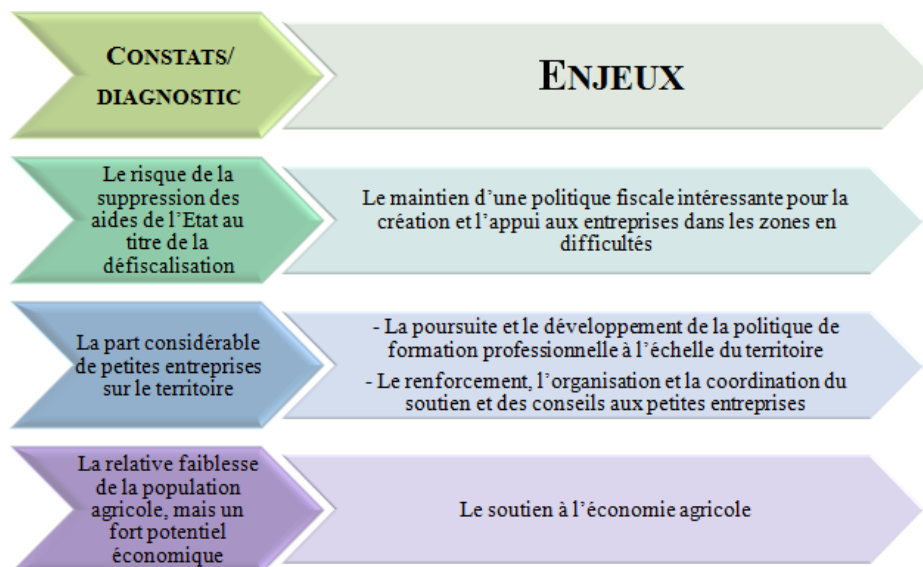 CONSTATS/
DIAGNOSTIC
ENJEUX
Le risque de la
suppression des
aides de l'Etat au
titre de la
défiscalisation
Le maintien d'une politique fiscale intéressante pour la
création et l'appui aux entreprises dans les zones en
difficultés
La part considérable
de petites entreprises
sur le territoire
- La poursuite et le développement de la politique de
formation professionnelle à l'échelle du territoire
- Le renforcement, l'organisation et la coordination du
soutien et des conseils aux petites entreprises
La relative faiblesse
de la population
agricole, mais un
fort potentiel
économique
Le soutien à l'économie agricole